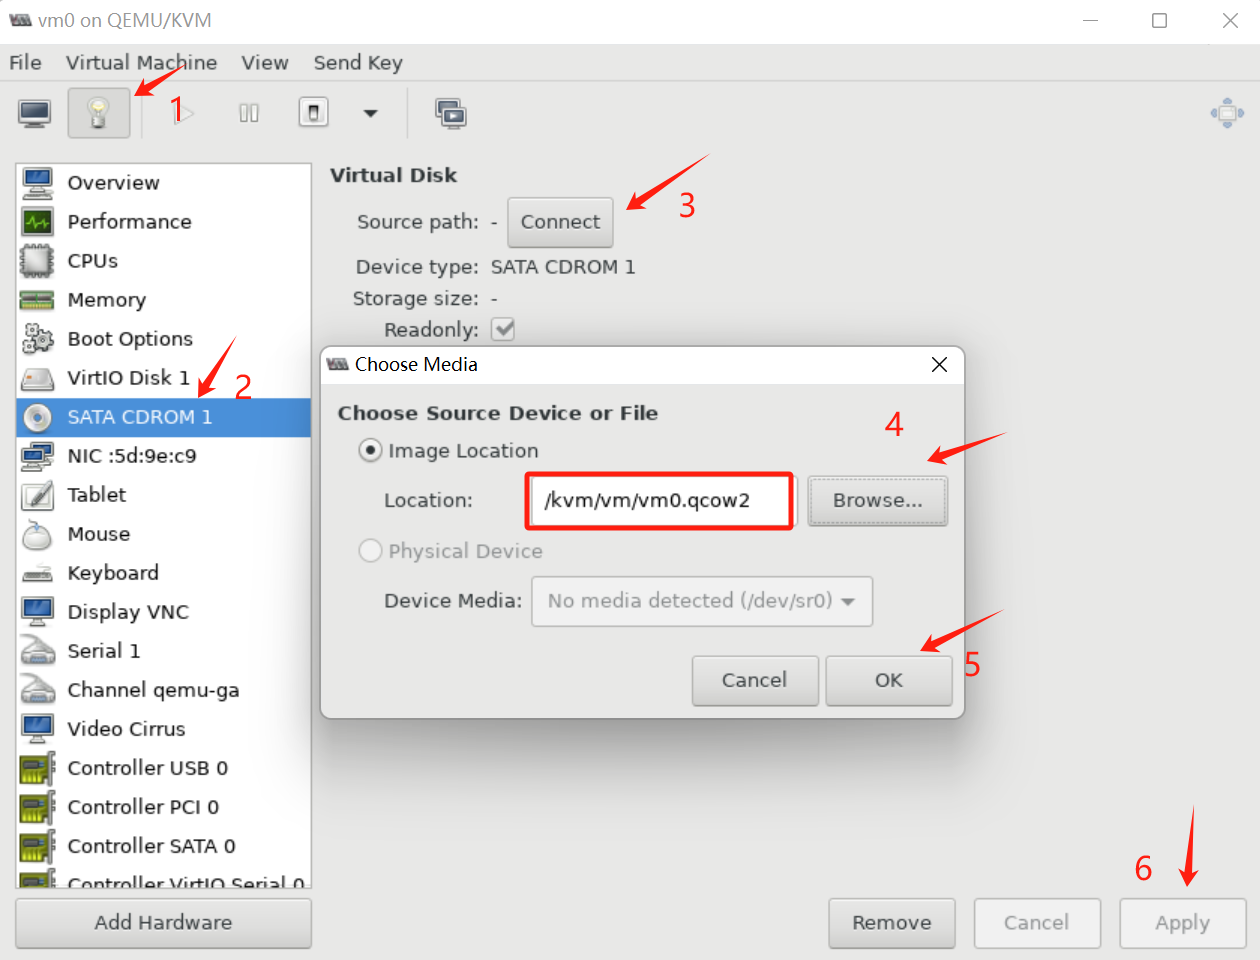 vm0 on QEMU/KVM
File Virtual Machine View Send Key
1
Overview
Performance
CPUs
Memory
Boot Options
VirtIO Disk 1
2
SATA CDROM 1
NIC :5d:9e:c9
Tablet
Mouse
Keyboard
Display VNC
Serial 1
Channel qemu-ga
Video Cirrus
Controller USB 0
Controller PCI 0
Controller SATA 0
Controller VirtIO Serial 0
Add Hardware
Virtual Disk
Source path: - Connect
3
Device type: SATA CDROM 1
Storage size: -
Readonly:
Choose Media
Choose Source Device or File
4
Image Location
Location: /kvm/vm/vm0.qcow2 Browse...
Physical Device
Device Media: No media detected (/dev/sr0)
Cancel OK
5
6
Remove Cancel Apply